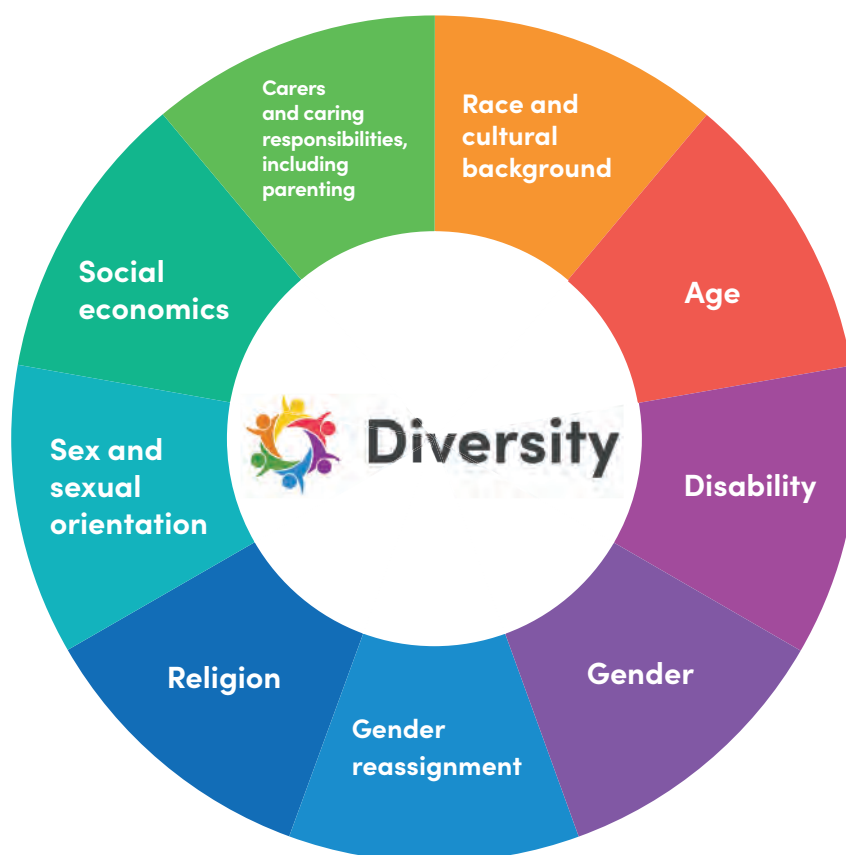 Carers
and caring
responsibilities,
including
parenting
Race and
cultural
background
Age
Social
economics
Diversity
Disability
Sex and
sexual
orientation
Gender
Religion
Gender
reassignment